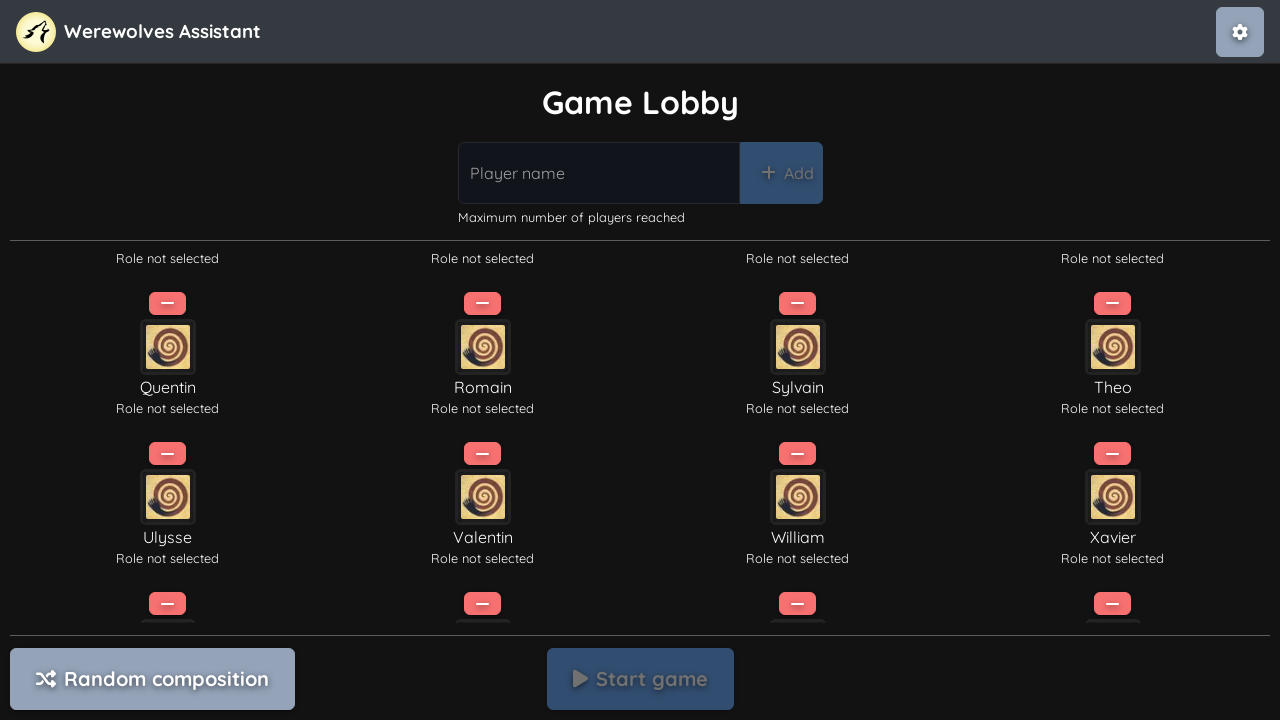 Werewolves Assistant
Game Lobby
Player name
Add
Maximum number of players reached
Role not selected
Role not selected
Role not selected
Role not selected
Quentin
Role not selected
Romain
Role not selected
Sylvain
Role not selected
Theo
Role not selected
Ulysse
Role not selected
Valentin
Role not selected
William
Role not selected
Xavier
Role not selected
Random composition
Start game